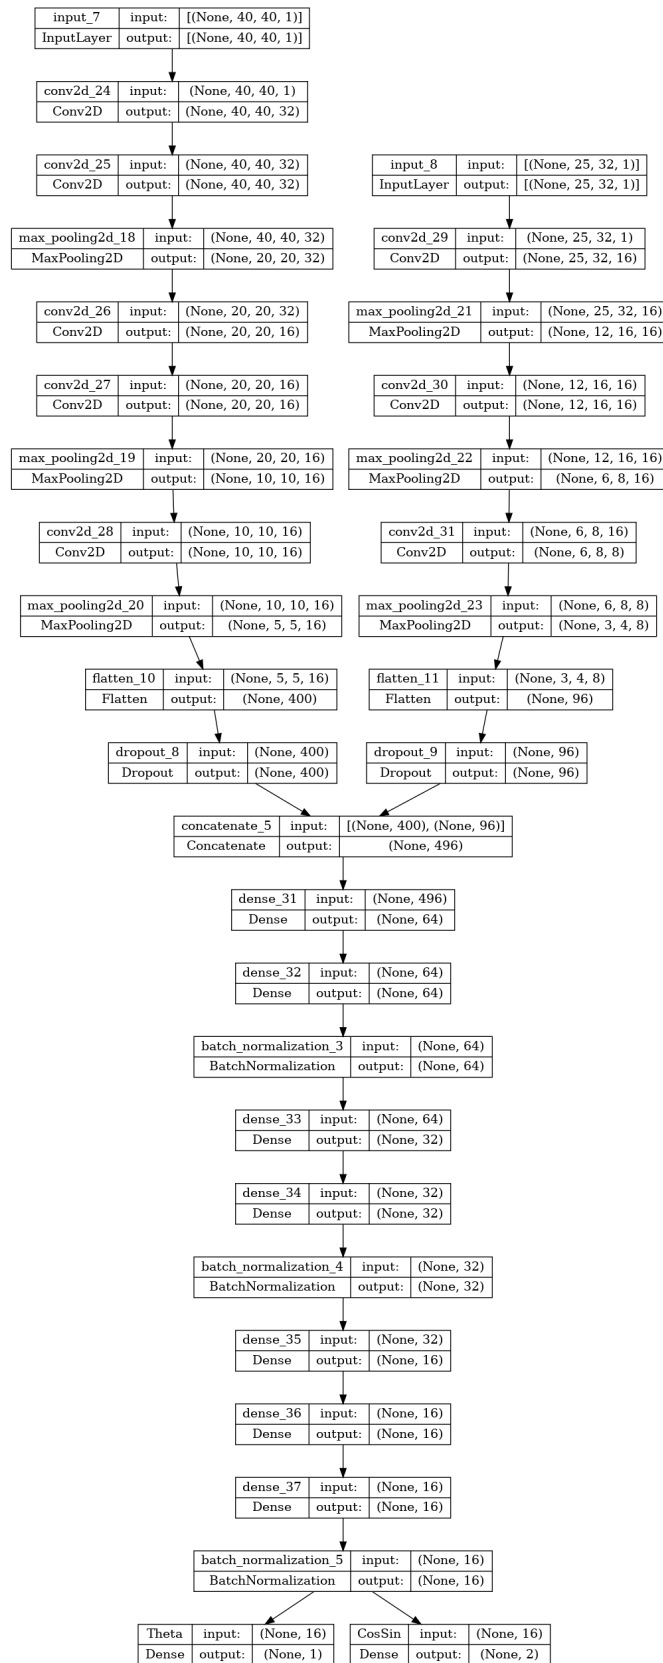 input_7 input: [(None, 40, 40, 1)]
InputLayer output: [(None, 40, 40, 1)]
conv2d_24 input: (None, 40, 40, 1)
Conv2D output: (None, 40, 40, 32)
conv2d_25 input: (None, 40, 40, 32)
Conv2D output: (None, 40, 40, 32)
max_pooling2d_18 input: (None, 40, 40, 32)
MaxPooling2D output: (None, 20, 20, 32)
conv2d_26 input: (None, 20, 20, 32)
Conv2D output: (None, 20, 20, 16)
conv2d_27 input: (None, 20, 20, 16)
Conv2D output: (None, 20, 20, 16)
max_pooling2d_19 input: (None, 20, 20, 16)
MaxPooling2D output: (None, 10, 10, 16)
conv2d_28 input: (None, 10, 10, 16)
Conv2D output: (None, 10, 10, 16)
max_pooling2d_20 input: (None, 10, 10, 16)
MaxPooling2D output: (None, 5, 5, 16)
flatten_10 input: (None, 5, 5, 16)
Flatten output: (None, 400)
dropout_8 input: (None, 400)
Dropout output: (None, 400)
input_8 input: [(None, 25, 32, 1)]
InputLayer output: [(None, 25, 32, 1)]
conv2d_29 input: (None, 25, 32, 1)
Conv2D output: (None, 25, 32, 16)
max_pooling2d_21 input: (None, 25, 32, 16)
MaxPooling2D output: (None, 12, 16, 16)
conv2d_30 input: (None, 12, 16, 16)
Conv2D output: (None, 12, 16, 16)
max_pooling2d_22 input: (None, 12, 16, 16)
MaxPooling2D output: (None, 6, 8, 16)
conv2d_31 input: (None, 6, 8, 16)
Conv2D output: (None, 6, 8, 8)
max_pooling2d_23 input: (None, 6, 8, 8)
MaxPooling2D output: (None, 3, 4, 8)
flatten_11 input: (None, 3, 4, 8)
Flatten output: (None, 96)
dropout_9 input: (None, 96)
Dropout output: (None, 96)
concatenate_5 input: [(None, 400), (None, 96)]
Concatenate output: (None, 496)
dense_31 input: (None, 496)
Dense output: (None, 64)
dense_32 input: (None, 64)
Dense output: (None, 64)
batch_normalization_3 input: (None, 64)
BatchNormalization output: (None, 64)
dense_33 input: (None, 64)
Dense output: (None, 32)
dense_34 input: (None, 32)
Dense output: (None, 32)
batch_normalization_4 input: (None, 32)
BatchNormalization output: (None, 32)
dense_35 input: (None, 32)
Dense output: (None, 16)
dense_36 input: (None, 16)
Dense output: (None, 16)
dense_37 input: (None, 16)
Dense output: (None, 16)
batch_normalization_5 input: (None, 16)
BatchNormalization output: (None, 16)
Theta input: (None, 16)
Dense output: (None, 1)
CosSin input: (None, 16)
Dense output: (None, 2)